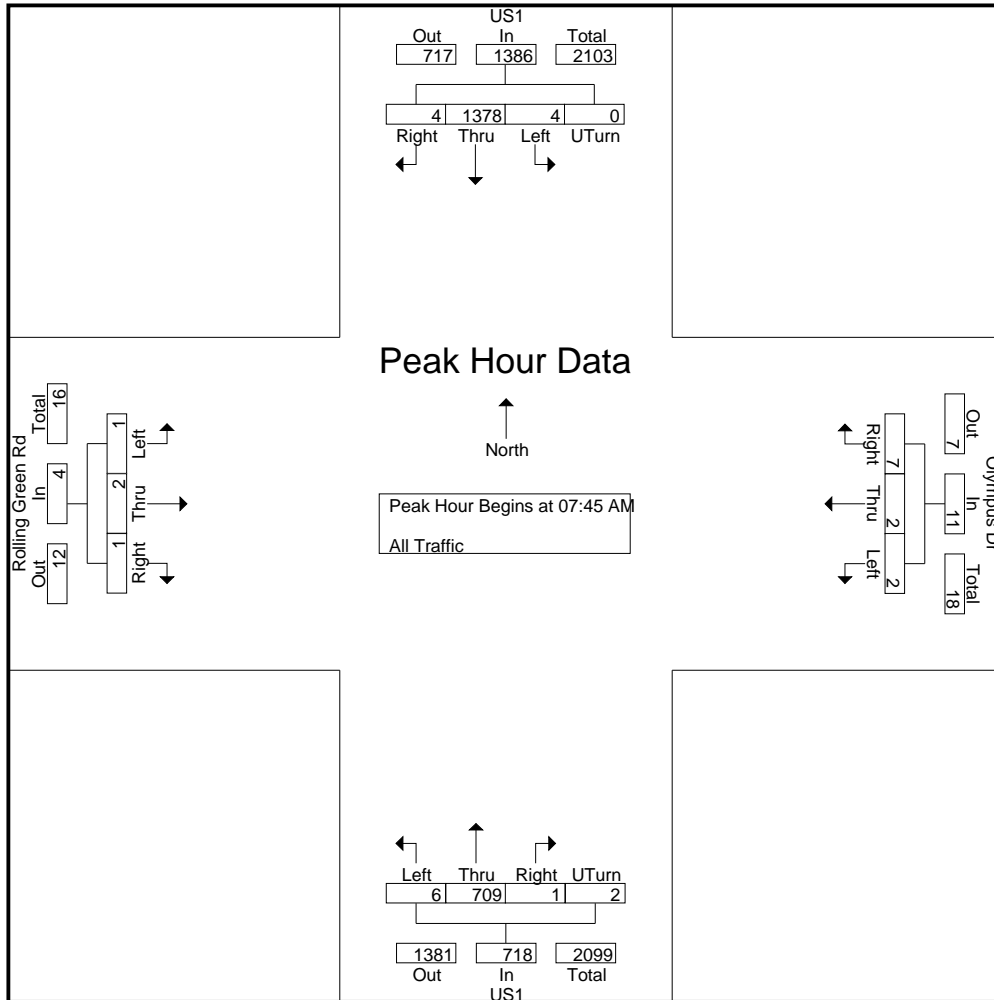 US1
Out In Total
717 1386 2103
4 1378 4 0
Right Thru Left UTurn
Peak Hour Data
North
Peak Hour Begins at 07:45 AM
All Traffic
Rolling Green Rd
Total In Out
16 4 12
1 2 1
Left Thru Right
Right Thru Left
7 2 2
Out In Total
7 11 18
Olympus Dr
Left Thru Right UTurn
6 709 1 2
1381 718 2099
Out In Total
US1